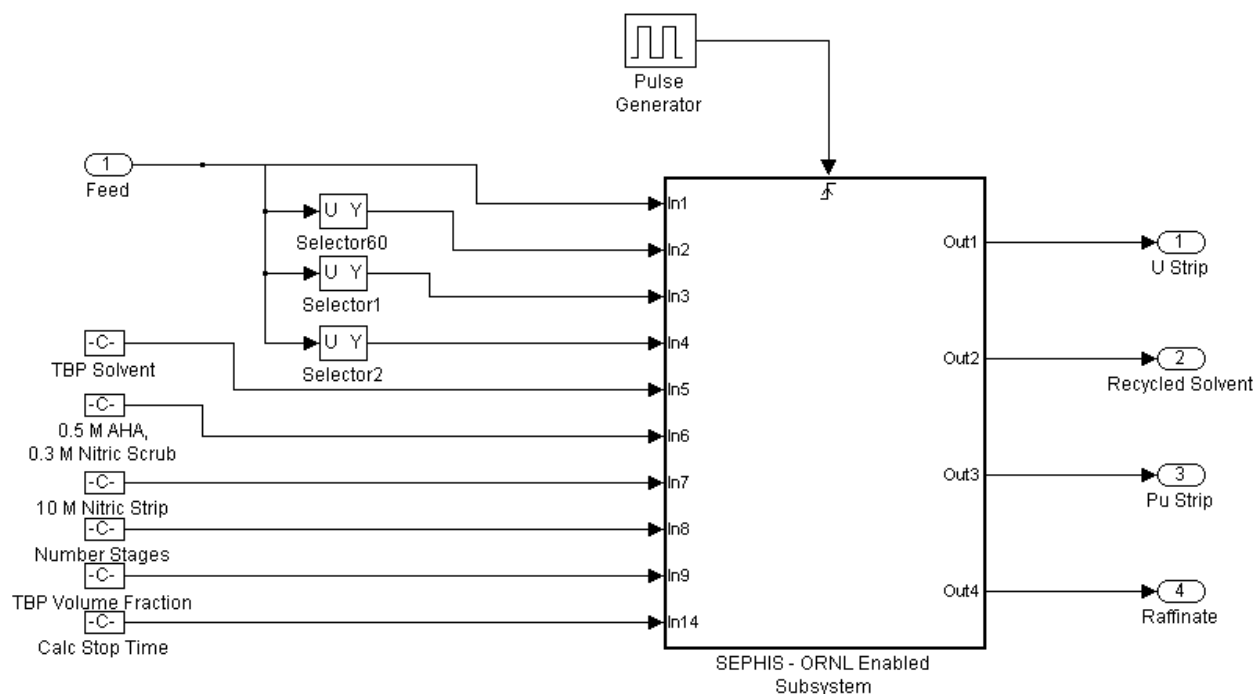 Pulse
Generator
1
Feed
U Y
Selector60
U Y
Selector1
U Y
Selector2
-C-
TBP Solvent
-C-
0.5 M AHA,
0.3 M Nitric Scrub
-C-
10 M Nitric Strip
-C-
Number Stages
-C-
TBP Volume Fraction
-C-
Calc Stop Time
In1
In2
In3
In4
In5
In6
In7
In8
In9
In14
Out1
Out2
Out3
Out4
SEPHIS - ORNL Enabled
Subsystem
1
U Strip
2
Recycled Solvent
3
Pu Strip
4
Raffinate